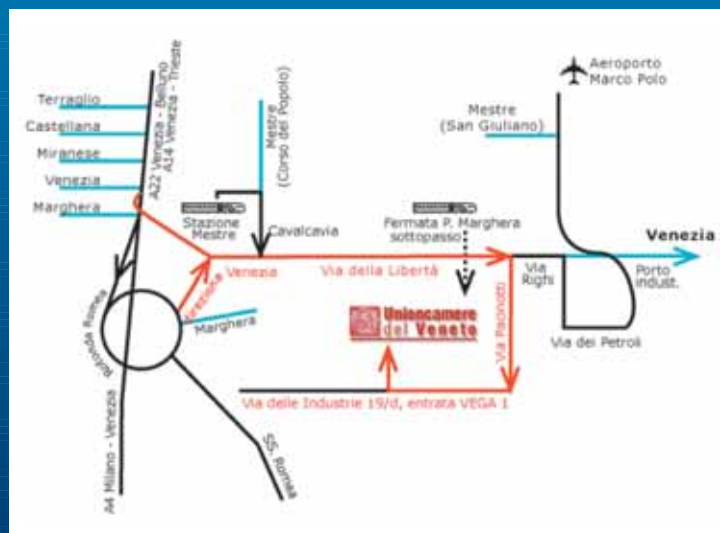 Terraglio
Castellana
Miranese
Venezia
Marghera
A22 Venezia - Belluno
A14 Venezia - Trieste
Mestre
(Corso del Popolo)
Aeroporto
Marco Polo
Mestre
(San Giuliano)
Stazione
Mestre
Cavalcavia
Fermata P. Marghera
sottopasso
Venezia
direziona
Venezia
Via della Libertà
Via
Righi
Porto
indust.
Rotonda Romea
Marghera
Unioncamere
del Veneto
Via Pacinotti
Via dei Petroli
Via delle Industrie 19/d, entrata VEGA 1
A4 Milano - Venezia
SS. Romea